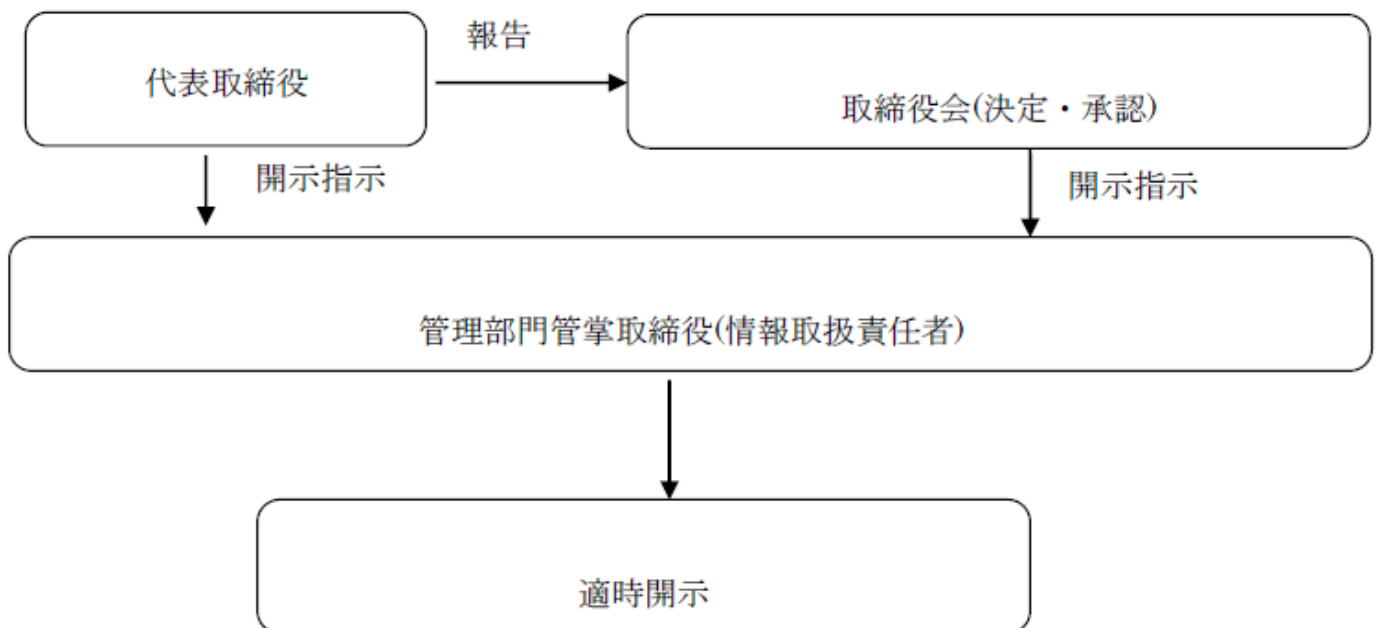 報告
代表取締役
取締役会(決定・承認)
開示指示
開示指示
管理部門管掌取締役(情報取扱責任者)
適時開示